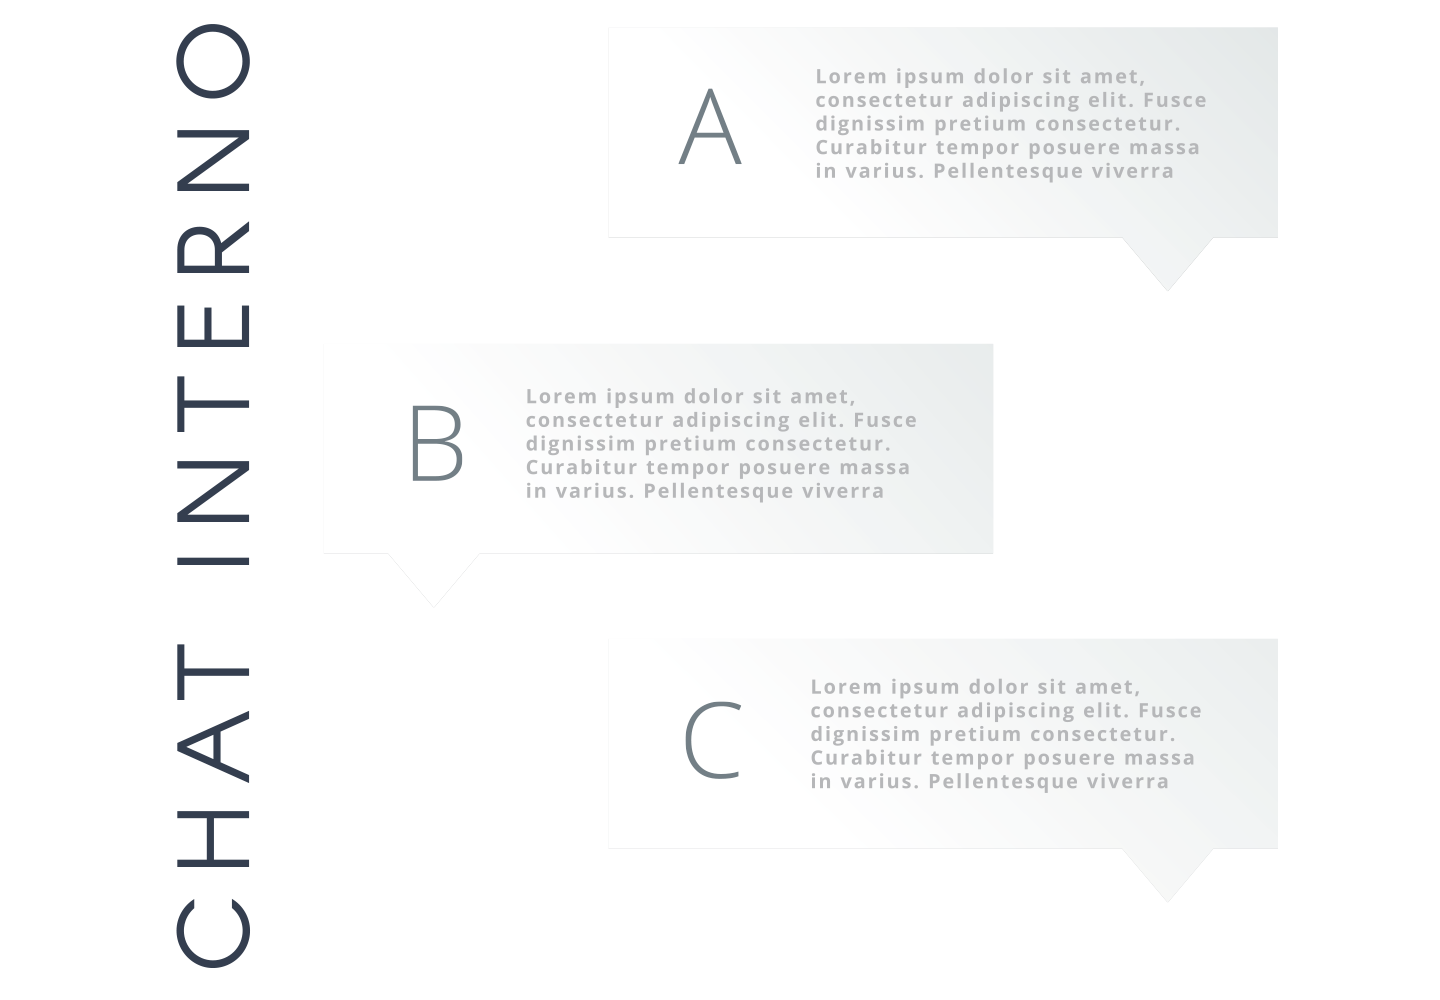 CHAT INTERNO
A
Lorem ipsum dolor sit amet,
consectetur adipiscing elit. Fusce
dignissim pretium consectetur.
Curabitur tempor posuere massa
in varius. Pellentesque viverra
B
Lorem ipsum dolor sit amet,
consectetur adipiscing elit. Fusce
dignissim pretium consectetur.
Curabitur tempor posuere massa
in varius. Pellentesque viverra
C
Lorem ipsum dolor sit amet,
consectetur adipiscing elit. Fusce
dignissim pretium consectetur.
Curabitur tempor posuere massa
in varius. Pellentesque viverra